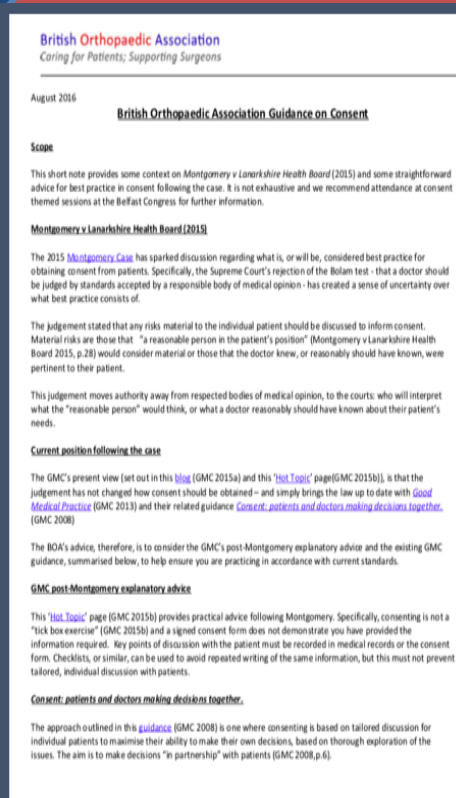 British Orthopaedic Association
Caring for Patients; Supporting Surgeons
August 2016
British Orthopaedic Association Guidance on Consent
Scope
This short note provides some context on Montgomery v Lanarkshire Health Board (2015) and some straightforward
advice for best practice in consent following the case. It is not exhaustive and we recommend attendance at consent
themed sessions at the Belfast Congress for further information.
Montgomery v Lanarkshire Health Board (2015)
The 2015 Montgomery Case has sparked discussion regarding what is, or will be, considered best practice for
obtaining consent from patients. Specifically, the Supreme Court's rejection of the Bolam test - that a doctor should
be judged by standards accepted by a responsible body of medical opinion - has created a sense of uncertainty over
what best practice consists of.
The judgement stated that any risks material to the individual patient should be discussed to inform consent.
Material risks are those that "a reasonable person in the patient's position" (Montgomery v Lanarkshire Health
Board 2015, p.28) would consider material or those that the doctor knew, or reasonably should have known, were
pertinent to their patient.
This judgement moves authority away from respected bodies of medical opinion, to the courts: who will interpret
what the "reasonable person" would think, or what a doctor reasonably should have known about their patient's
needs.
Current position following the case
The GMC's present view (set out in this blog (GMC 2015a) and this 'Hot Topic' page(GMC 2015b)), is that the
judgement has not changed how consent should be obtained – and simply brings the law up to date with Good
Medical Practice (GMC 2013) and their related guidance Consent: patients and doctors making decisions together.
(GMC 2008)
The BOA's advice, therefore, is to consider the GMC's post-Montgomery explanatory advice and the existing GMC
guidance, summarised below, to help ensure you are practicing in accordance with current standards.
GMC post-Montgomery explanatory advice
This 'Hot Topic' page (GMC 2015b) provides practical advice following Montgomery. Specifically, consenting is not a
"tick box exercise" (GMC 2015b) and a signed consent form does not demonstrate you have provided the
information required. Key points of discussion with the patient must be recorded in medical records or the consent
form. Checklists, or similar, can be used to avoid repeated writing of the same information, but this must not prevent
tailored, individual discussion with patients.
Consent: patients and doctors making decisions together.
The approach outlined in this guidance (GMC 2008) is one where consenting is based on tailored discussion for
individual patients to maximise their ability to make their own decisions, based on thorough exploration of the
issues. The aim is to make decisions "in partnership" with patients (GMC 2008,p.6).